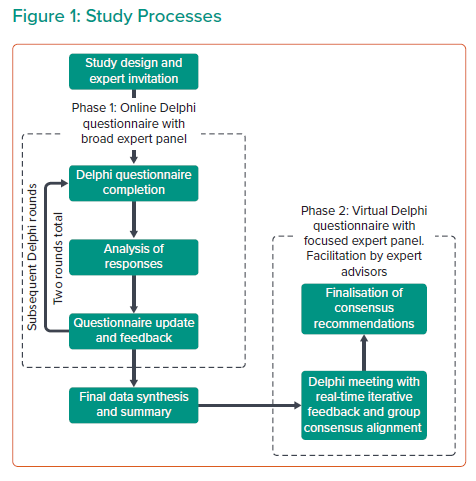 Figure 1: Study Processes
Study design and
expert invitation
Phase 1: Online Delphi
questionnaire with
broad expert panel
Delphi questionnaire
completion
Subsequent Delphi rounds
Two rounds total
Analysis of
responses
Questionnaire update
and feedback
Final data synthesis
and summary
Phase 2: Virtual Delphi
questionnaire with
focused expert panel.
Facilitation by expert
advisors
Finalisation of
consensus
recommendations
Delphi meeting with
real-time iterative
feedback and group
consensus alignment